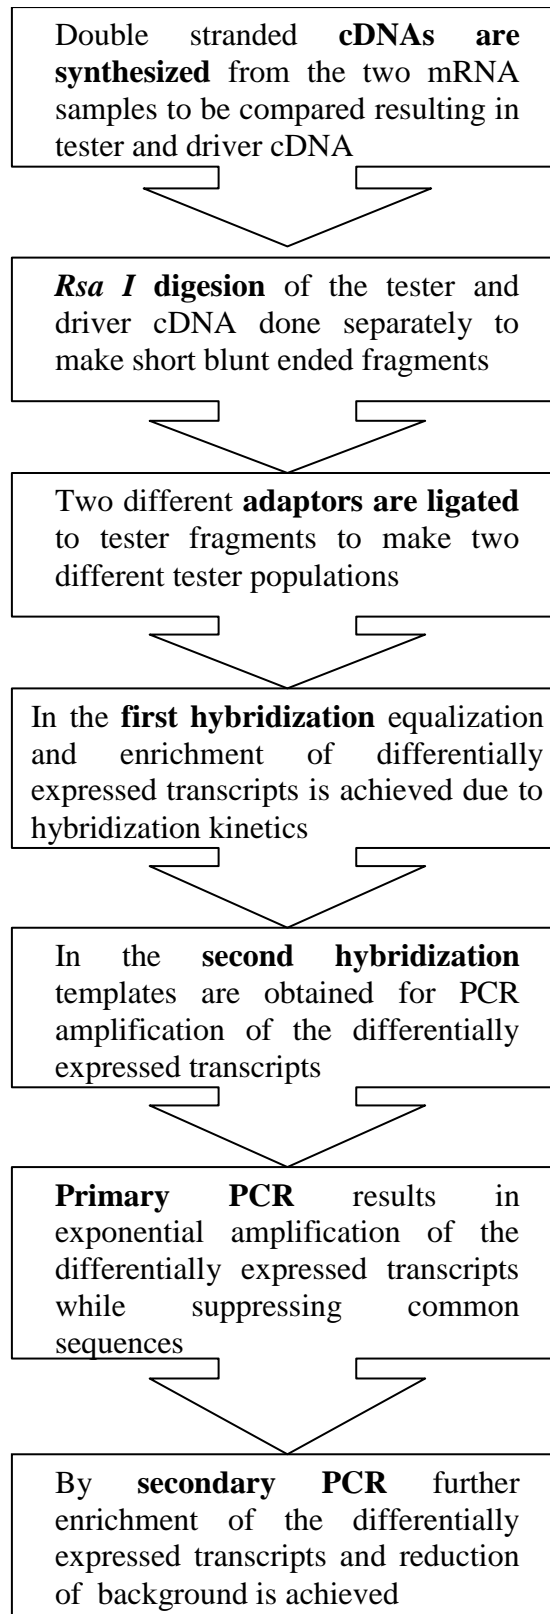 Double stranded cDNAs are
synthesized from the two mRNA
samples to be compared resulting in
tester and driver cDNA
Rsa I digesion of the tester and
driver cDNA done separately to
make short blunt ended fragments
Two different adaptors are ligated
to tester fragments to make two
different tester populations
In the first hybridization equalization
and enrichment of differentially
expressed transcripts is achieved due to
hybridization kinetics
In the second hybridization
templates are obtained for PCR
amplification of the differentially
expressed transcripts
Primary PCR results in
exponential amplification of the
differentially expressed transcripts
while suppressing common
sequences
By secondary PCR further
enrichment of the differentially
expressed transcripts and reduction
of background is achieved